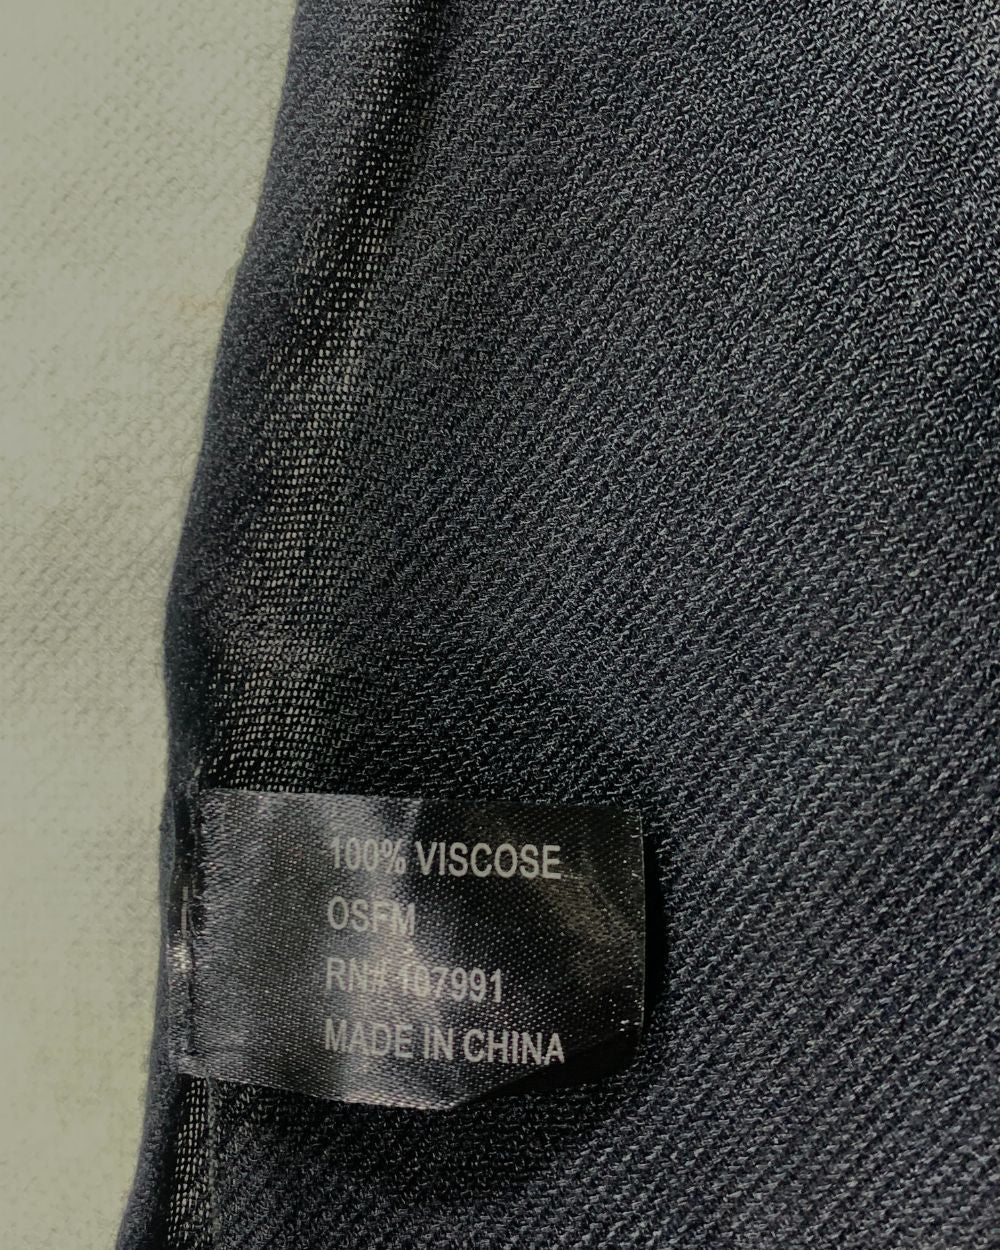 100% VISCOSE
OSFM
RN# 107991
MADE IN CHINA